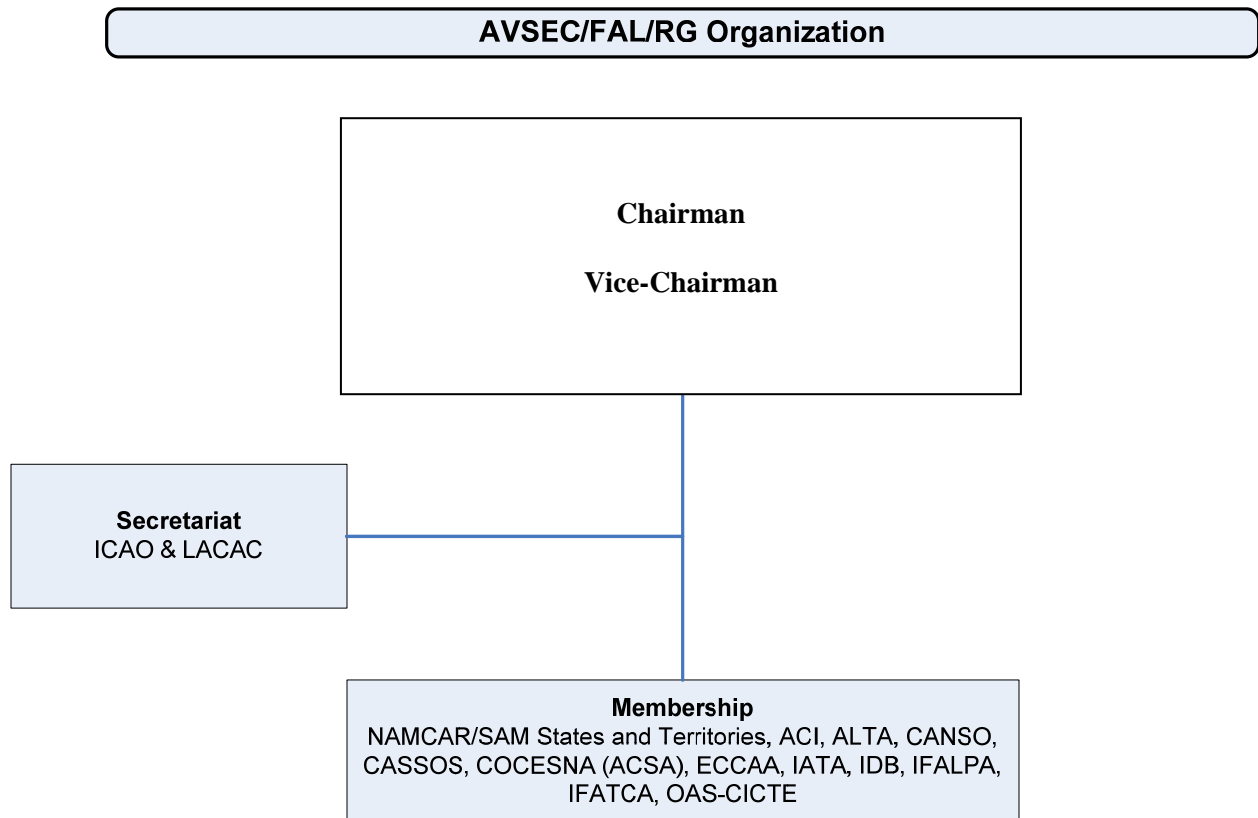 AVSEC/FAL/RG Organization
Chairman
Vice-Chairman
Secretariat
ICAO & LACAC
Membership
NAMCAR/SAM States and Territories, ACI, ALTA, CANSO,
CASSOS, COCESNA (ACSA), ECCAA, IATA, IDB, IFALPA,
IFATCA, OAS-CICTE